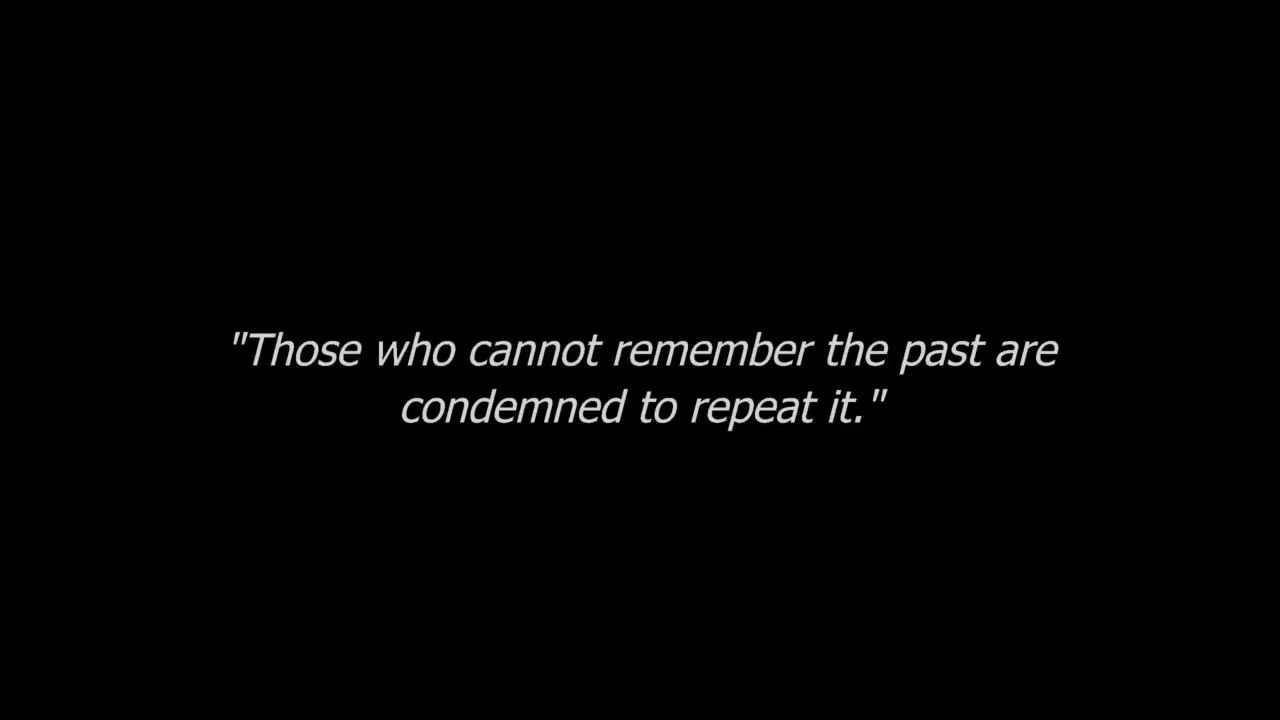 "Those who cannot remember the past are
condemned to repeat it."